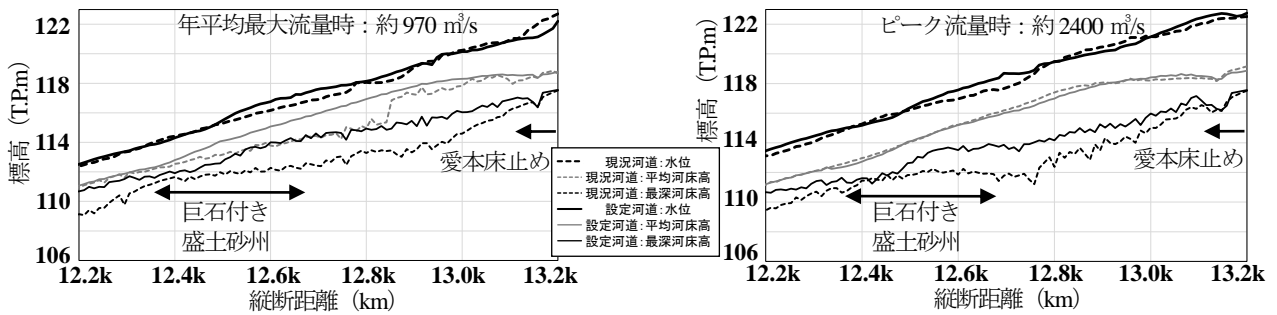 年平均最大流量時：約970 m³/s
標高（T.P.m）
122
118
114
110
106
12.2k
12.4k
12.6k
12.8k
13.0k
13.2k
縦断距離（km）
愛本床止め
巨石付き
盛土砂州
現況河道：水位
現況河道：平均河床高
現況河道：最深河床高
設定河道：水位
設定河道：平均河床高
設定河道：最深河床高
ピーク流量時：約2400 m³/s
標高（T.P.m）
122
118
114
110
106
12.2k
12.4k
12.6k
12.8k
13.0k
13.2k
縦断距離（km）
愛本床止め
巨石付き
盛土砂州